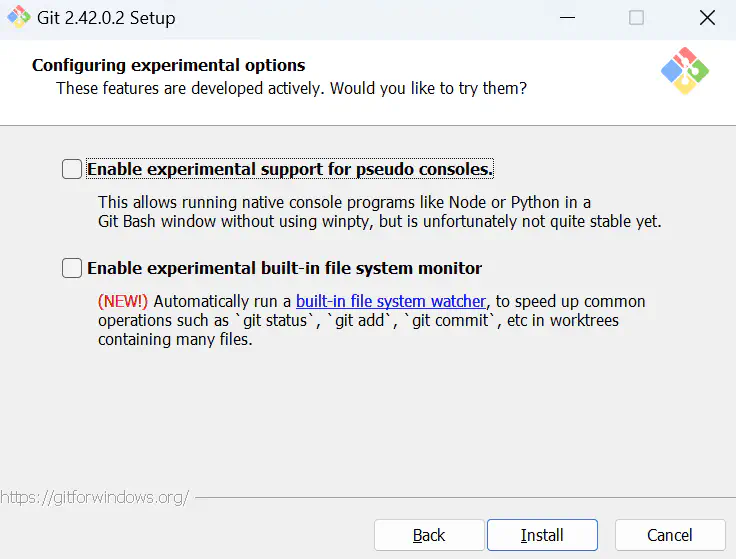 Git 2.42.0.2 Setup
Configuring experimental options
These features are developed actively. Would you like to try them?
Enable experimental support for pseudo consoles.
This allows running native console programs like Node or Python in a
Git Bash window without using winpty, but is unfortunately not quite stable yet.
Enable experimental built-in file system monitor
(NEW!) Automatically run a built-in file system watcher, to speed up common
operations such as `git status`, `git add`, `git commit`, etc in worktrees
containing many files.
https://gitforwindows.org/
Back Install Cancel